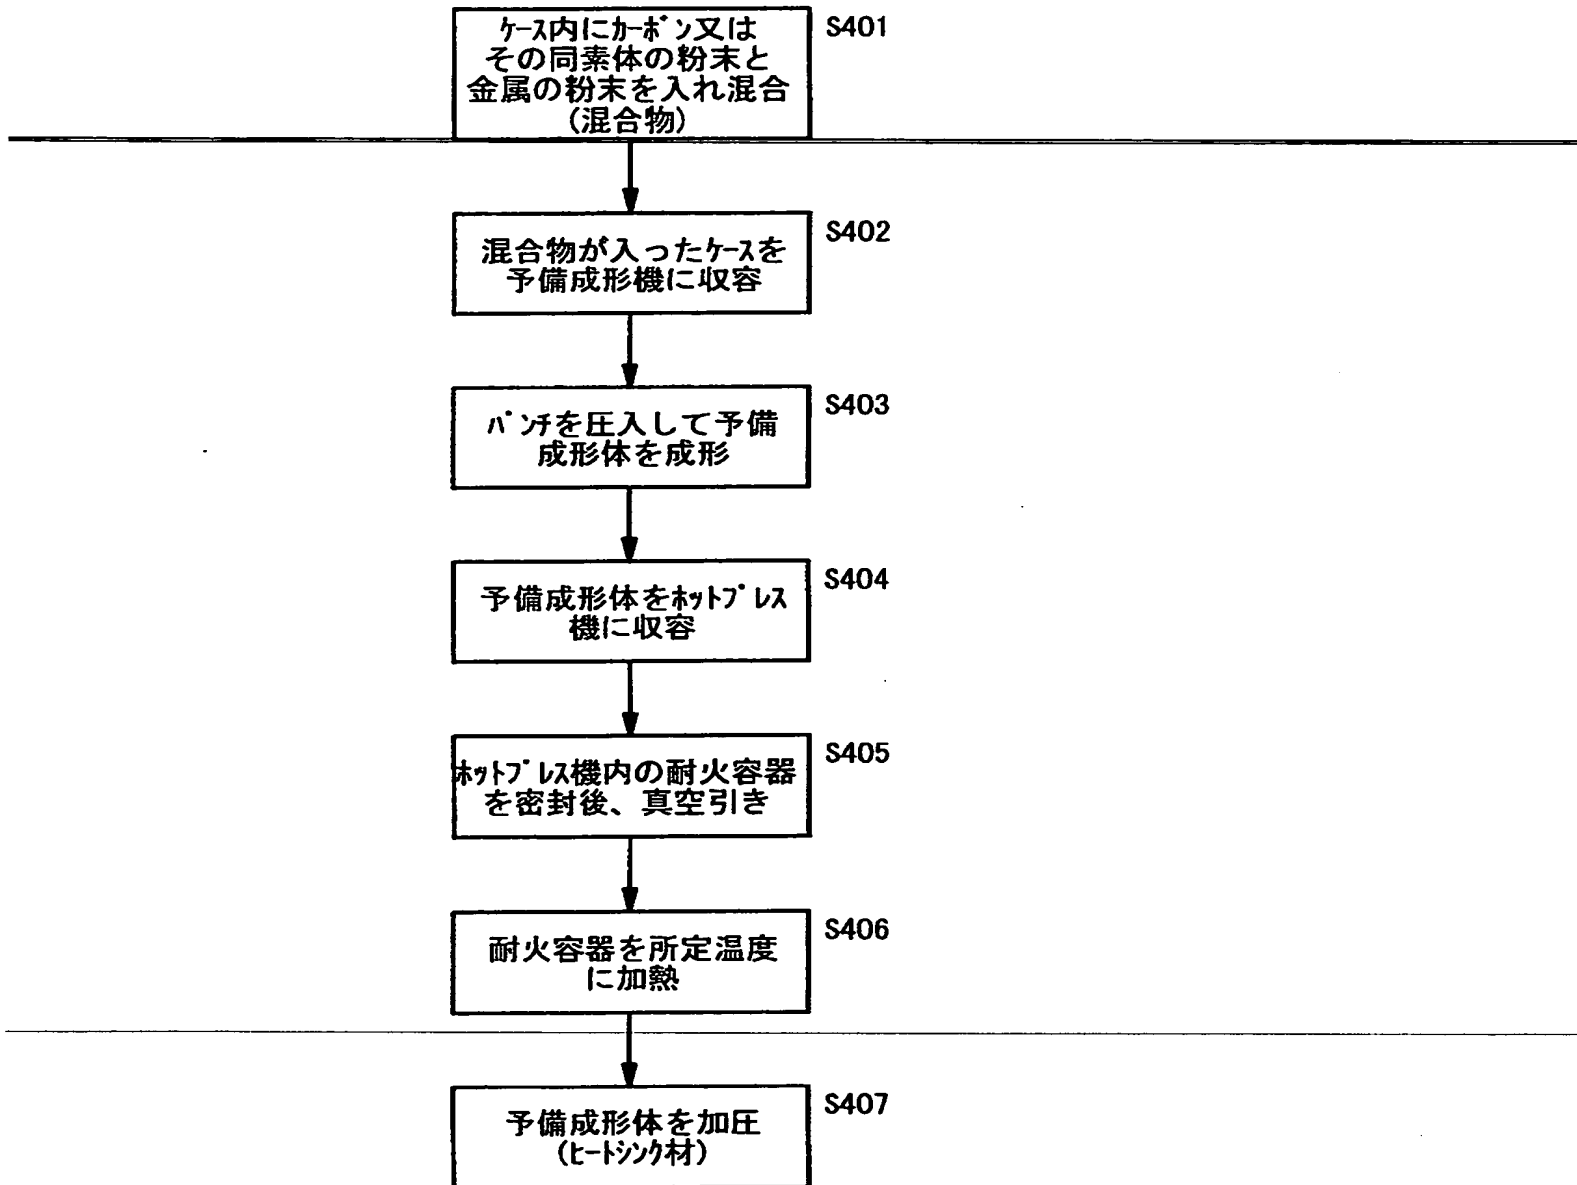 ケース内にカーボン又は
その同素体の粉末と
金属の粉末を入れ混合
(混合物)
S401
混合物が入ったケースを
予備成形機に収容
S402
パンチを圧入して予備
成形体を成形
S403
予備成形体をホットプレス
機に収容
S404
ホットプレス機内の耐火容器
を密封後、真空引き
S405
耐火容器を所定温度
に加熱
S406
予備成形体を加圧
(ヒートシンク材)
S407